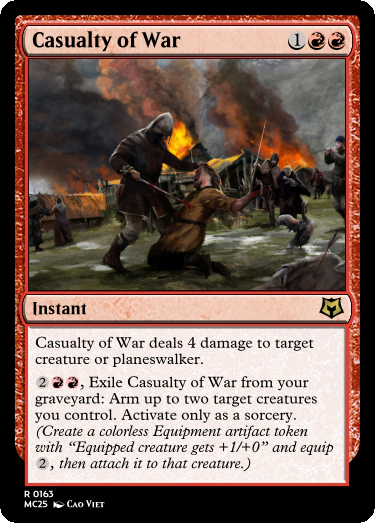 Casualty of War 1
Instant
Casualty of War deals 4 damage to target
creature or planeswalker.
2, Exile Casualty of War from your
graveyard: Arm up to two target creatures
you control. Activate only as a sorcery.
(Create a colorless Equipment artifact token
with “Equipped creature gets +1/+0” and equip
2, then attach it to that creature.)
R 0163
MC25 Cao Viet